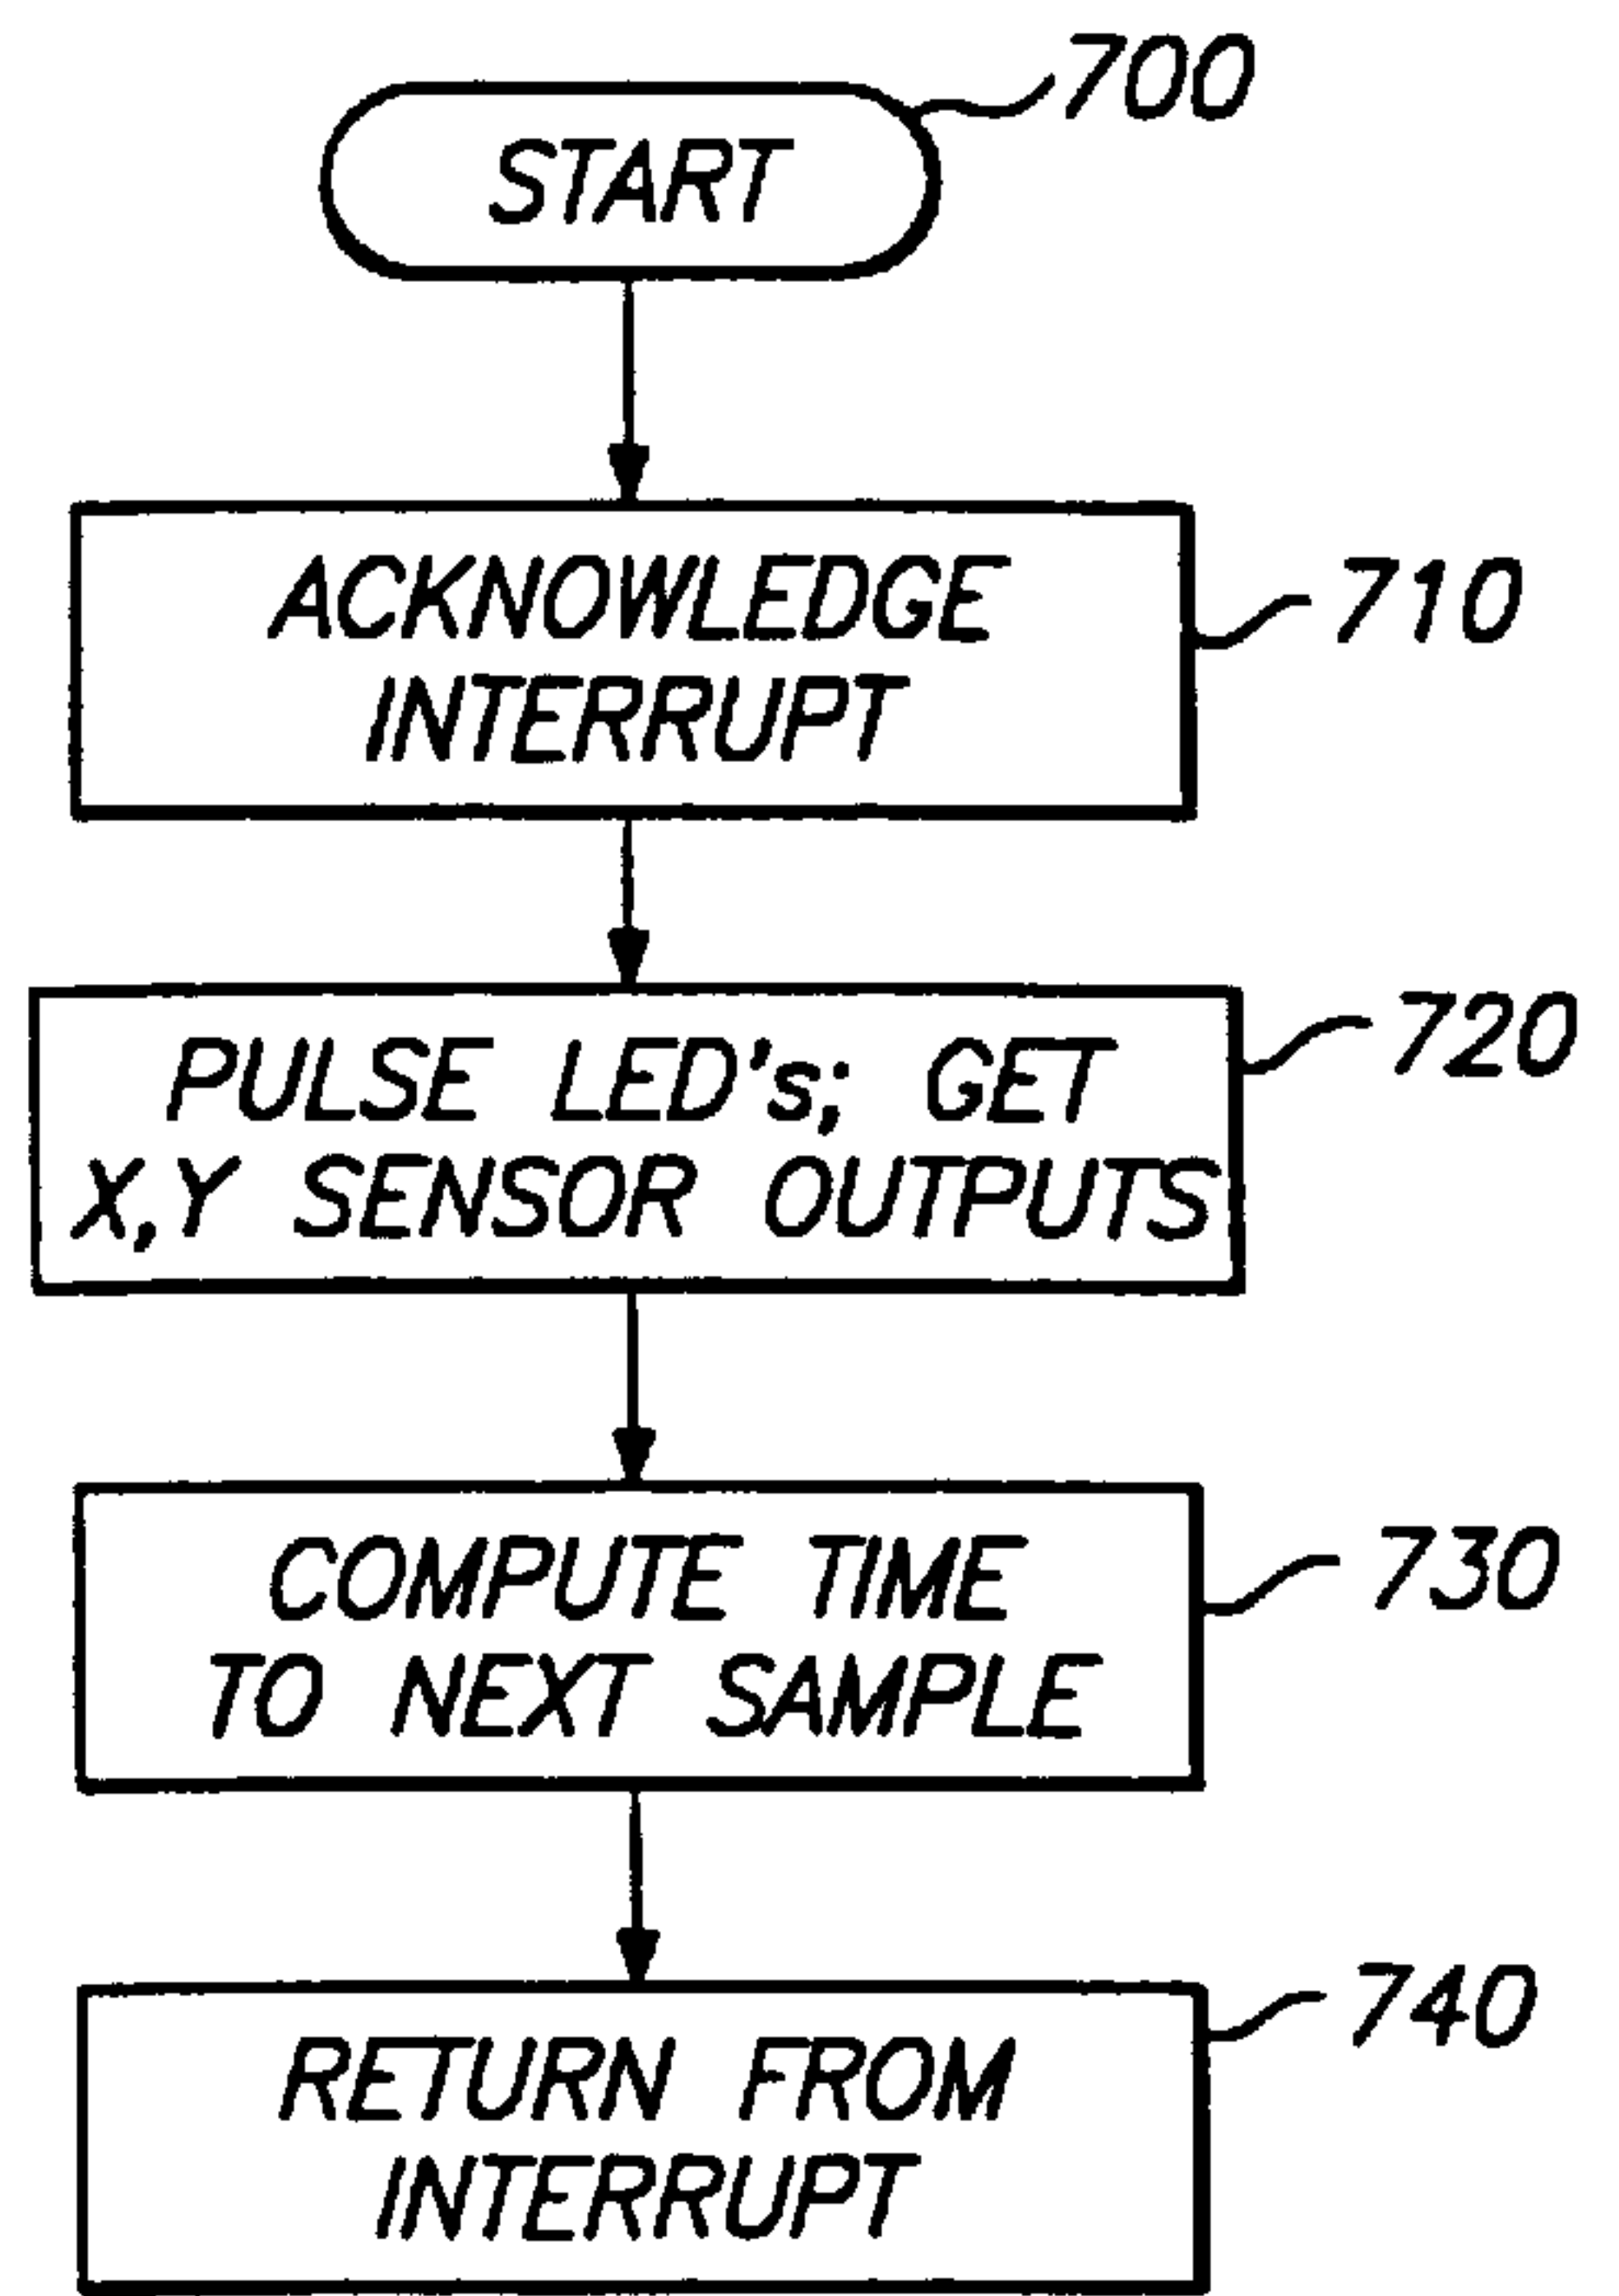 700
START
ACKNOWLEDGE
INTERRUPT
710
PULSE LED's; GET
X,Y SENSOR OUTPUTS
720
COMPUTE TIME
TO NEXT SAMPLE
730
RETURN FROM
INTERRUPT
740